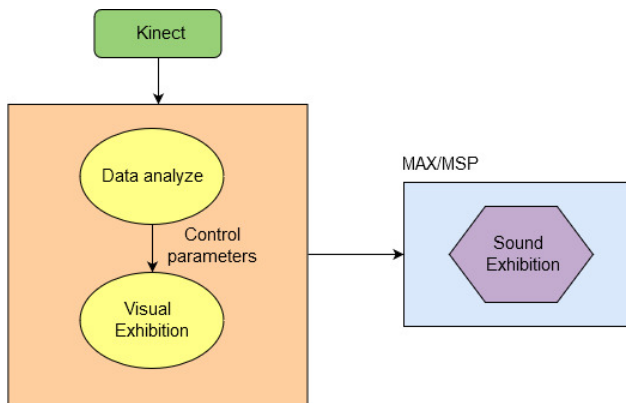 Kinect
Data analyze
Control
parameters
Visual
Exhibition
MAX/MSP
Sound
Exhibition